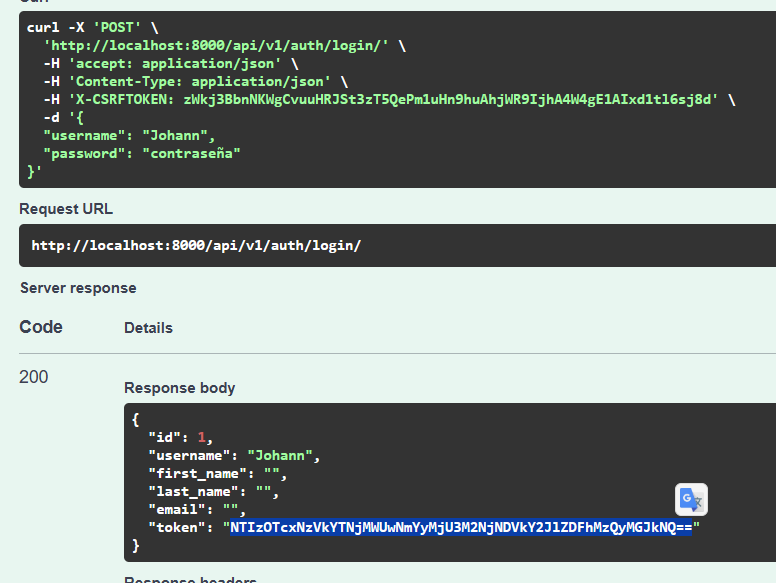 curl -X 'POST' \
'http://localhost:8000/api/v1/auth/login/' \
-H 'accept: application/json' \
-H 'Content-Type: application/json' \
-H 'X-CSRFTOKEN: zWkj3BbnNKWgCvuuHRJSt3zT5QePm1uHn9huAhjWR9IjhA4W4gE1AIxd1tl6sj8d' \
-d '{
"username": "Johann",
"password": "contraseña"
}'
Request URL
http://localhost:8000/api/v1/auth/login/
Server response
Code Details
200
Response body
{
"id": 1,
"username": "Johann",
"first_name": "",
"last_name": "",
"email": "",
"token": "NTIzOTcxNzVkYTNjMWUwNmYyMjU3M2NjNDVkY2J1ZDFhMzQyMGJkNQ=="
}
Response headers